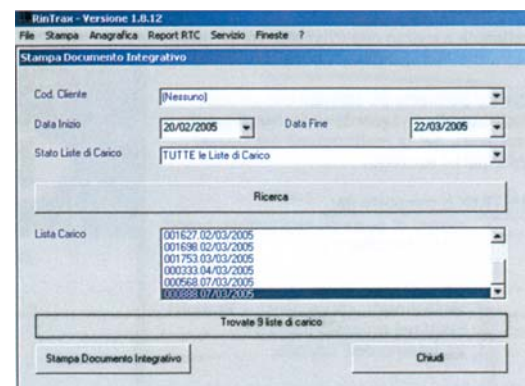 RinTrax - Versione 1.8.12
File Stampa Anagrafica Report RTC Servizio Fineste ?
Stampa Documento Integrativo
Cod. Cliente [Nessuno]
Data Inizio 20/02/2005 Data Fine 22/03/2005
Stato Liste di Carico TUTTE le Liste di Carico
Ricerca
Lista Carico 001627.02/03/2005
001698.02/03/2005
001753.03/03/2005
000333.04/03/2005
000568.07/03/2005
000888.07/03/2005
Trovate 9 liste di carico
Stampa Documento Integrativo Chiudi